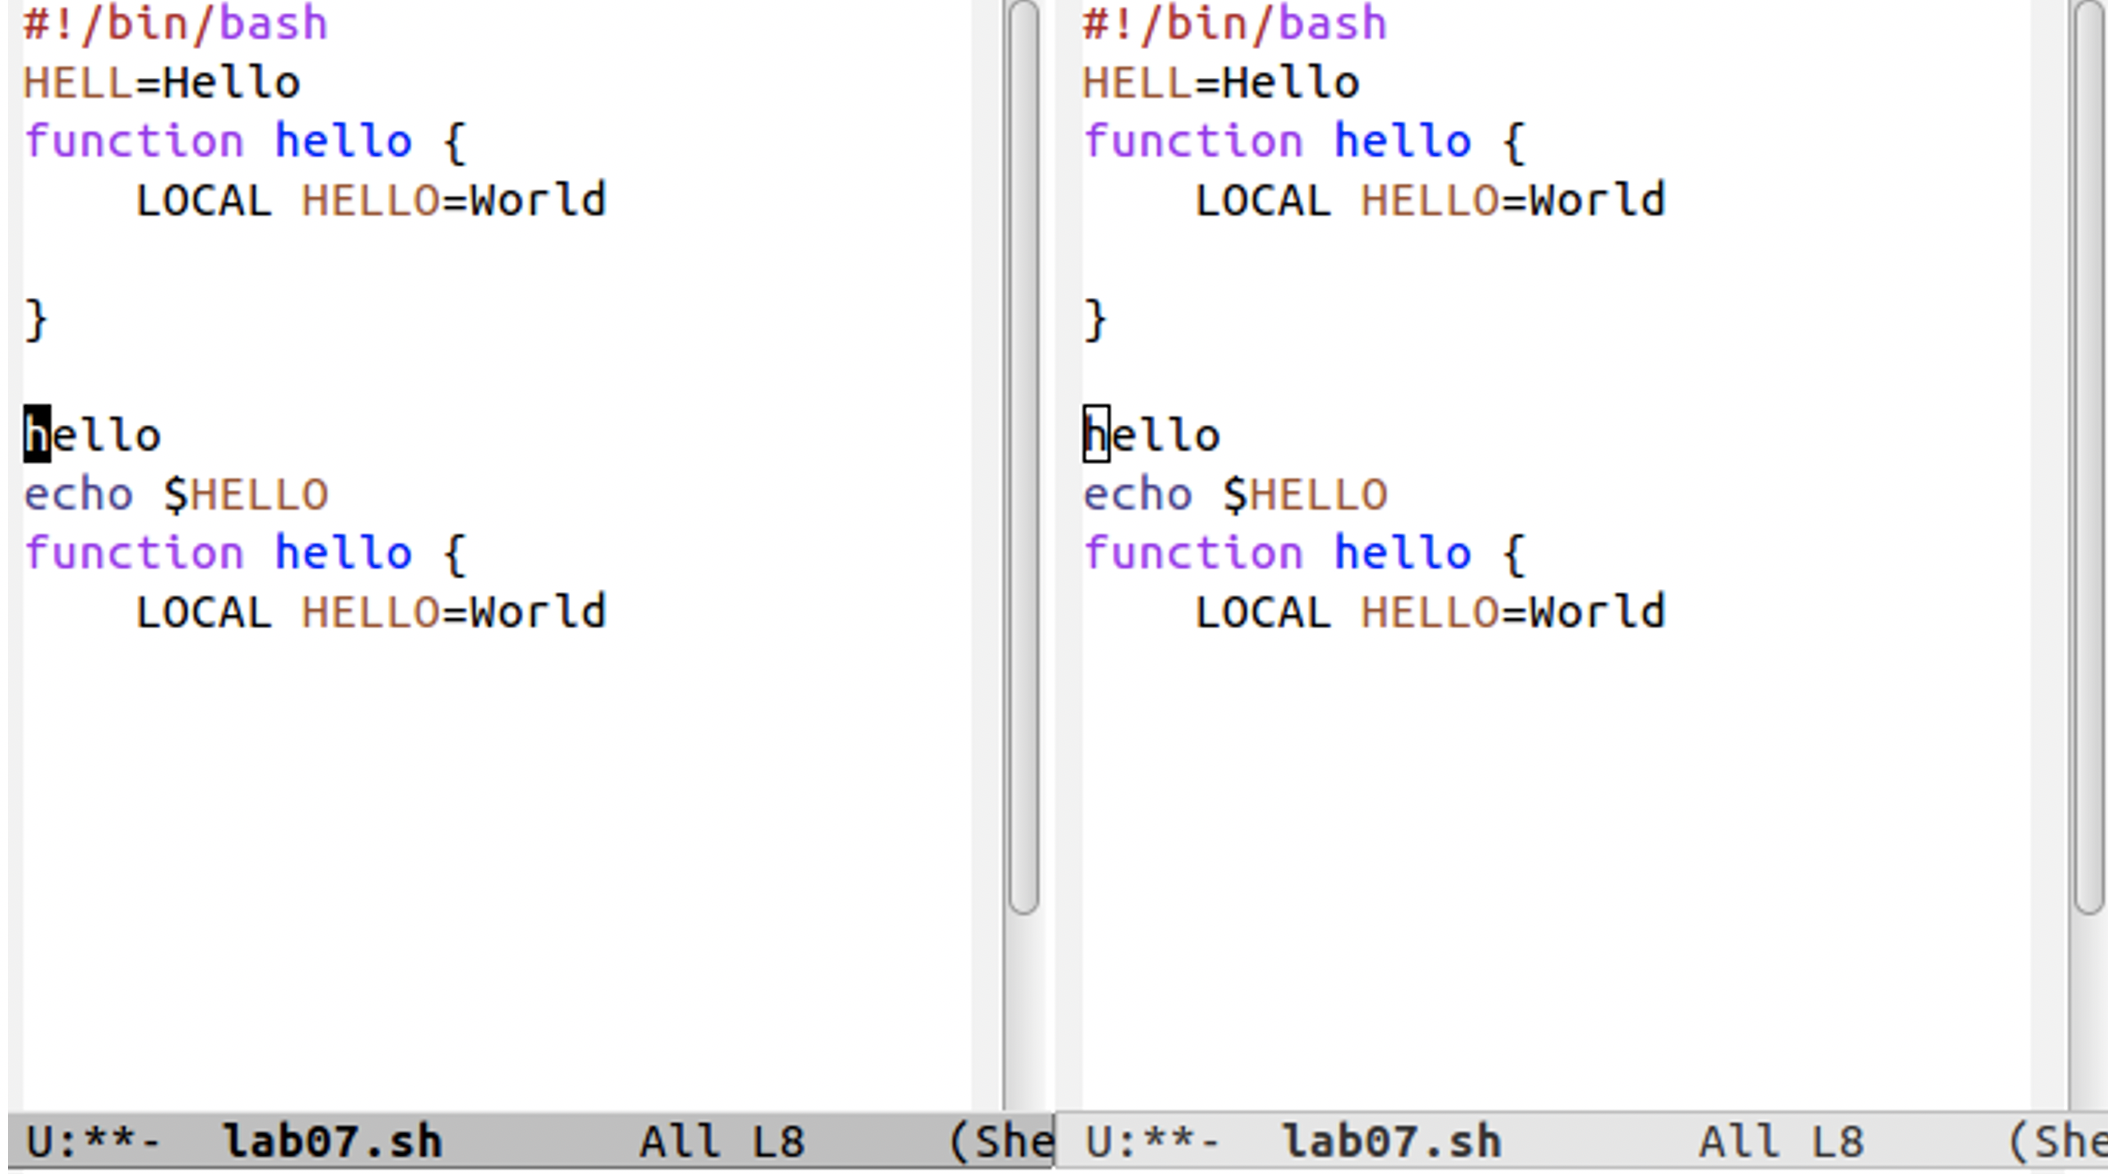 #!/bin/bash
HELL=Hello
function hello {
    LOCAL HELLO=World

}

hello
echo $HELLO
function hello {
    LOCAL HELLO=World
U:**-  lab07.sh       All L8     (She
#!/bin/bash
HELL=Hello
function hello {
    LOCAL HELLO=World

}

hello
echo $HELLO
function hello {
    LOCAL HELLO=World
U:**-  lab07.sh       All L8     (She